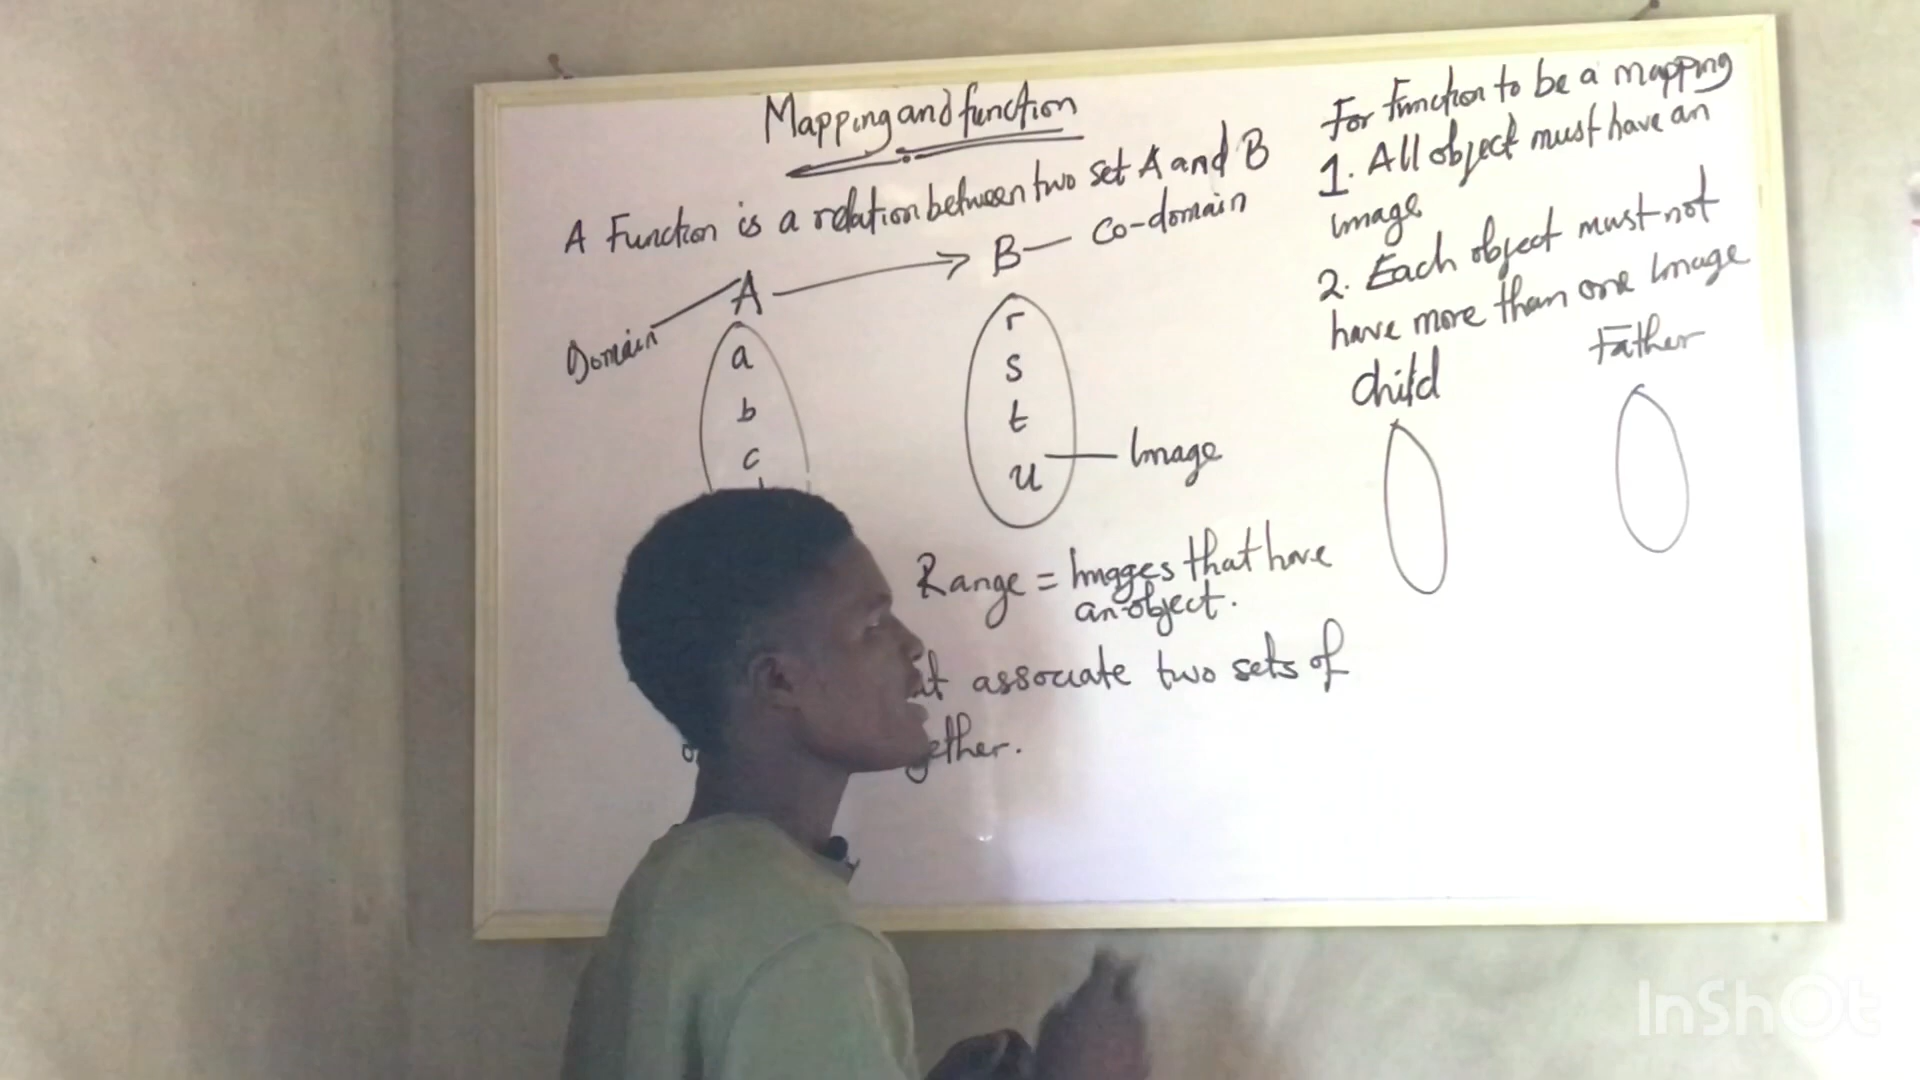 Mapping and function
A Function is a relation between two set A and B
Domain
A
B
Co-domain
a
b
c
r
s
t
u
Image
Range = Images that have
an object.
associate two sets of
For Function to be a mapping
1. All object must have an
image
2. Each object must not
have more than one Image
Child
Father
InShOt